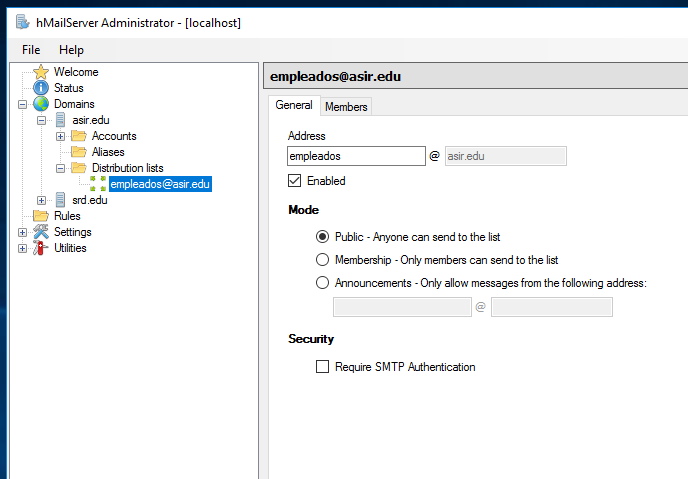 hMailServer Administrator - [localhost]
File Help
Welcome
Status
Domains
asir.edu
Accounts
Aliases
Distribution lists
empleados@asir.edu
srd.edu
Rules
Settings
Utilities
empleados@asir.edu
General Members
Address
empleados @ asir.edu
Enabled
Mode
Public - Anyone can send to the list
Membership - Only members can send to the list
Announcements - Only allow messages from the following address:
@
Security
Require SMTP Authentication